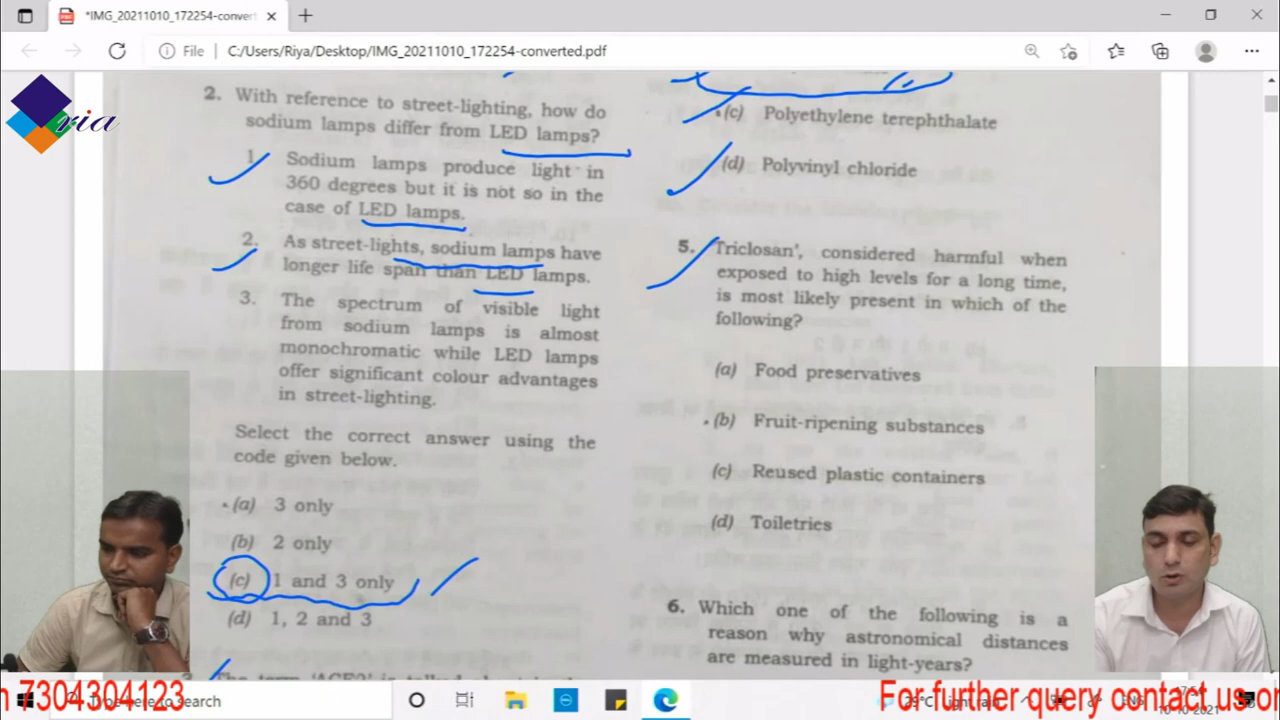 *IMG_20211010_172254-convert
File
C:/Users/Riya/Desktop/IMG_20211010_172254-converted.pdf
ria
2. With reference to street-lighting, how do
sodium lamps differ from LED lamps?
1. Sodium lamps produce light in
360 degrees but it is not so in the
case of LED lamps.
2. As street-lights, sodium lamps have
longer life span than LED lamps.
3. The spectrum of visible light
from sodium lamps is almost
monochromatic while LED lamps
offer significant colour advantages
in street-lighting.
Select the correct answer using the
code given below.
(a) 3 only
(b) 2 only
(c) 1 and 3 only
(d) 1, 2 and 3
(c) Polyethylene terephthalate
(d) Polyvinyl chloride
5. Triclosan', considered harmful when
exposed to high levels for a long time,
is most likely present in which of the
following?
(a) Food preservatives
(b) Fruit-ripening substances
(c) Reused plastic containers
(d) Toiletries
6. Which one of the following is a
reason why astronomical distances
are measured in light-years?
7304304123
to search
For further query contact us
ENG
10-10-2021